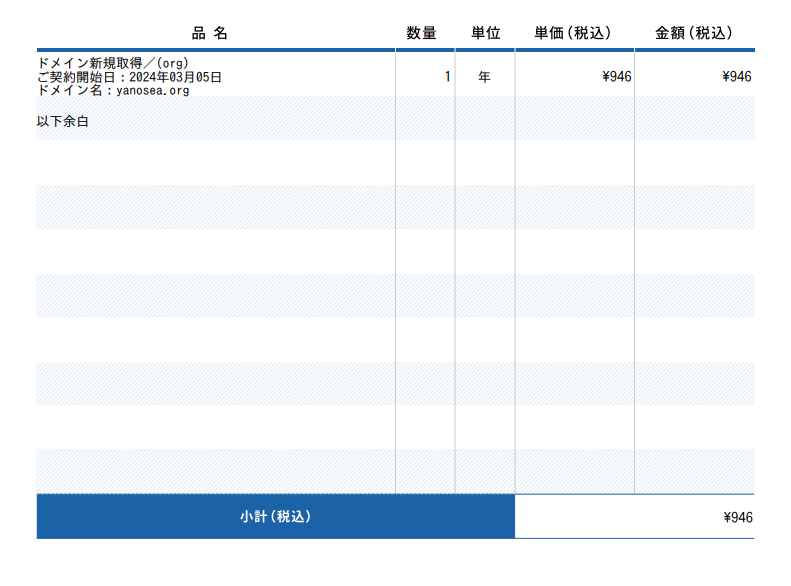 品 名 数量 単位 単価(税込) 金額(税込)
ドメイン新規取得／(org)
ご契約開始日：2024年03月05日 1 年 ¥946 ¥946
ドメイン名：yanosea.org
以下余白
小計(税込) ¥946